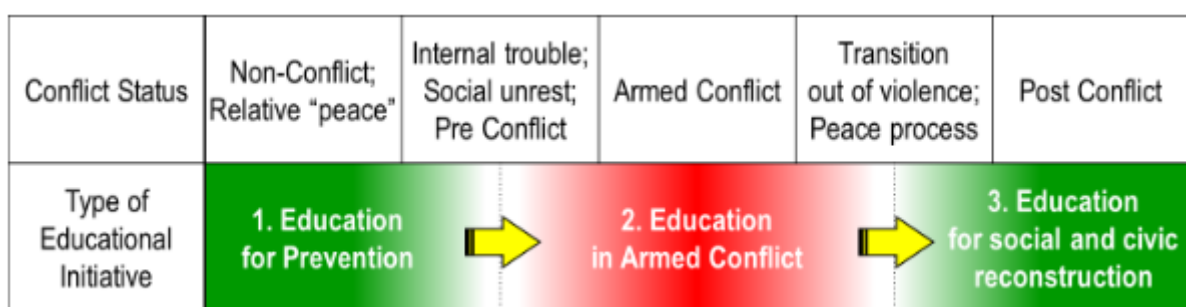 Conflict Status
Non-Conflict;
Relative “peace”
Internal trouble;
Social unrest;
Pre Conflict
Armed Conflict
Transition
out of violence;
Peace process
Post Conflict
Type of
Educational
Initiative
1. Education
for Prevention
2. Education
in Armed Conflict
3. Education
for social and civic
reconstruction